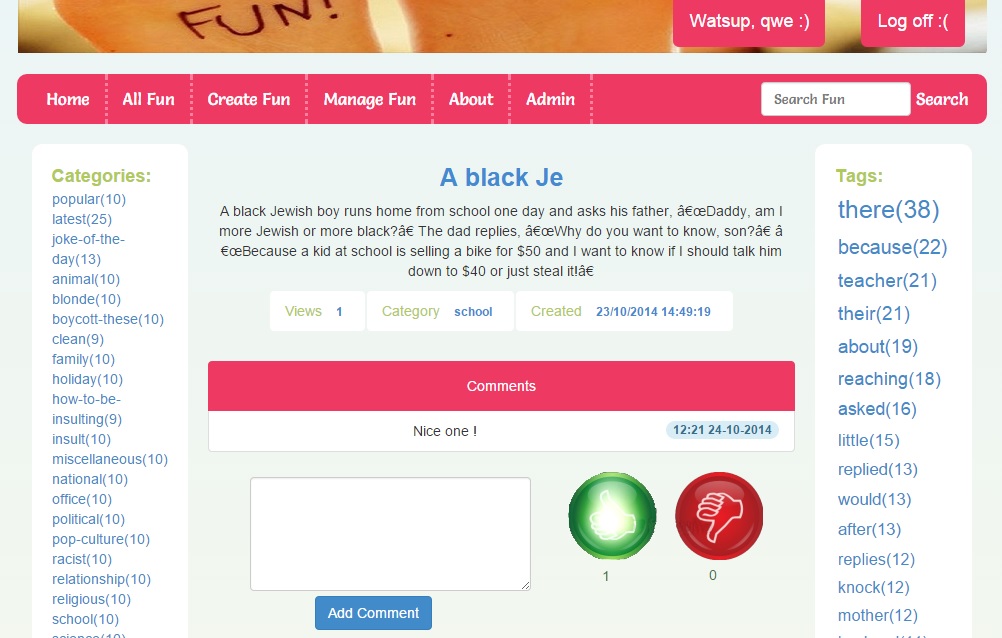 FUN!
Watsup, qwe :)
Log off :(
Home
All Fun
Create Fun
Manage Fun
About
Admin
Search Fun
Search
Categories:
popular(10)
latest(25)
joke-of-the-
day(13)
animal(10)
blonde(10)
boycott-these(10)
clean(9)
family(10)
holiday(10)
how-to-be-
insulting(9)
insult(10)
miscellaneous(10)
national(10)
office(10)
political(10)
pop-culture(10)
racist(10)
relationship(10)
religious(10)
school(10)
science(10)
A black Je
A black Jewish boy runs home from school one day and asks his father, â€œDaddy, am I
more Jewish or more black?â€ The dad replies, â€œWhy do you want to know, son?â€ â
€œBecause a kid at school is selling a bike for $50 and I want to know if I should talk him
down to $40 or just steal it!â€
Views 1
Category school
Created 23/10/2014 14:49:19
Comments
Nice one !
12:21 24-10-2014
1
0
Add Comment
Tags:
there(38)
because(22)
teacher(21)
their(21)
about(19)
reaching(18)
asked(16)
little(15)
replied(13)
would(13)
after(13)
replies(12)
knock(12)
mother(12)